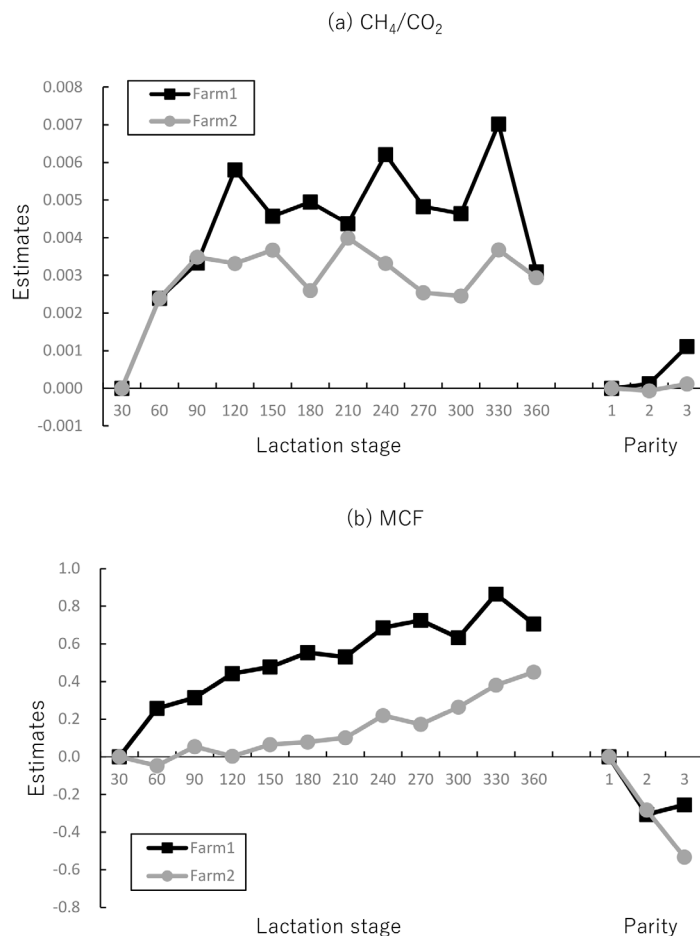 (a) CH₄/CO₂
0.008
0.007
0.006
0.005
0.004
0.003
0.002
0.001
0.000
-0.001
Estimates
Farm1
Farm2
30 60 90 120 150 180 210 240 270 300 330 360 1 2 3
Lactation stage Parity
(b) MCF
1.0
0.8
0.6
0.4
0.2
0.0
-0.2
-0.4
-0.6
-0.8
Estimates
30 60 90 120 150 180 210 240 270 300 330 360 1 2 3
Farm1
Farm2
Lactation stage Parity